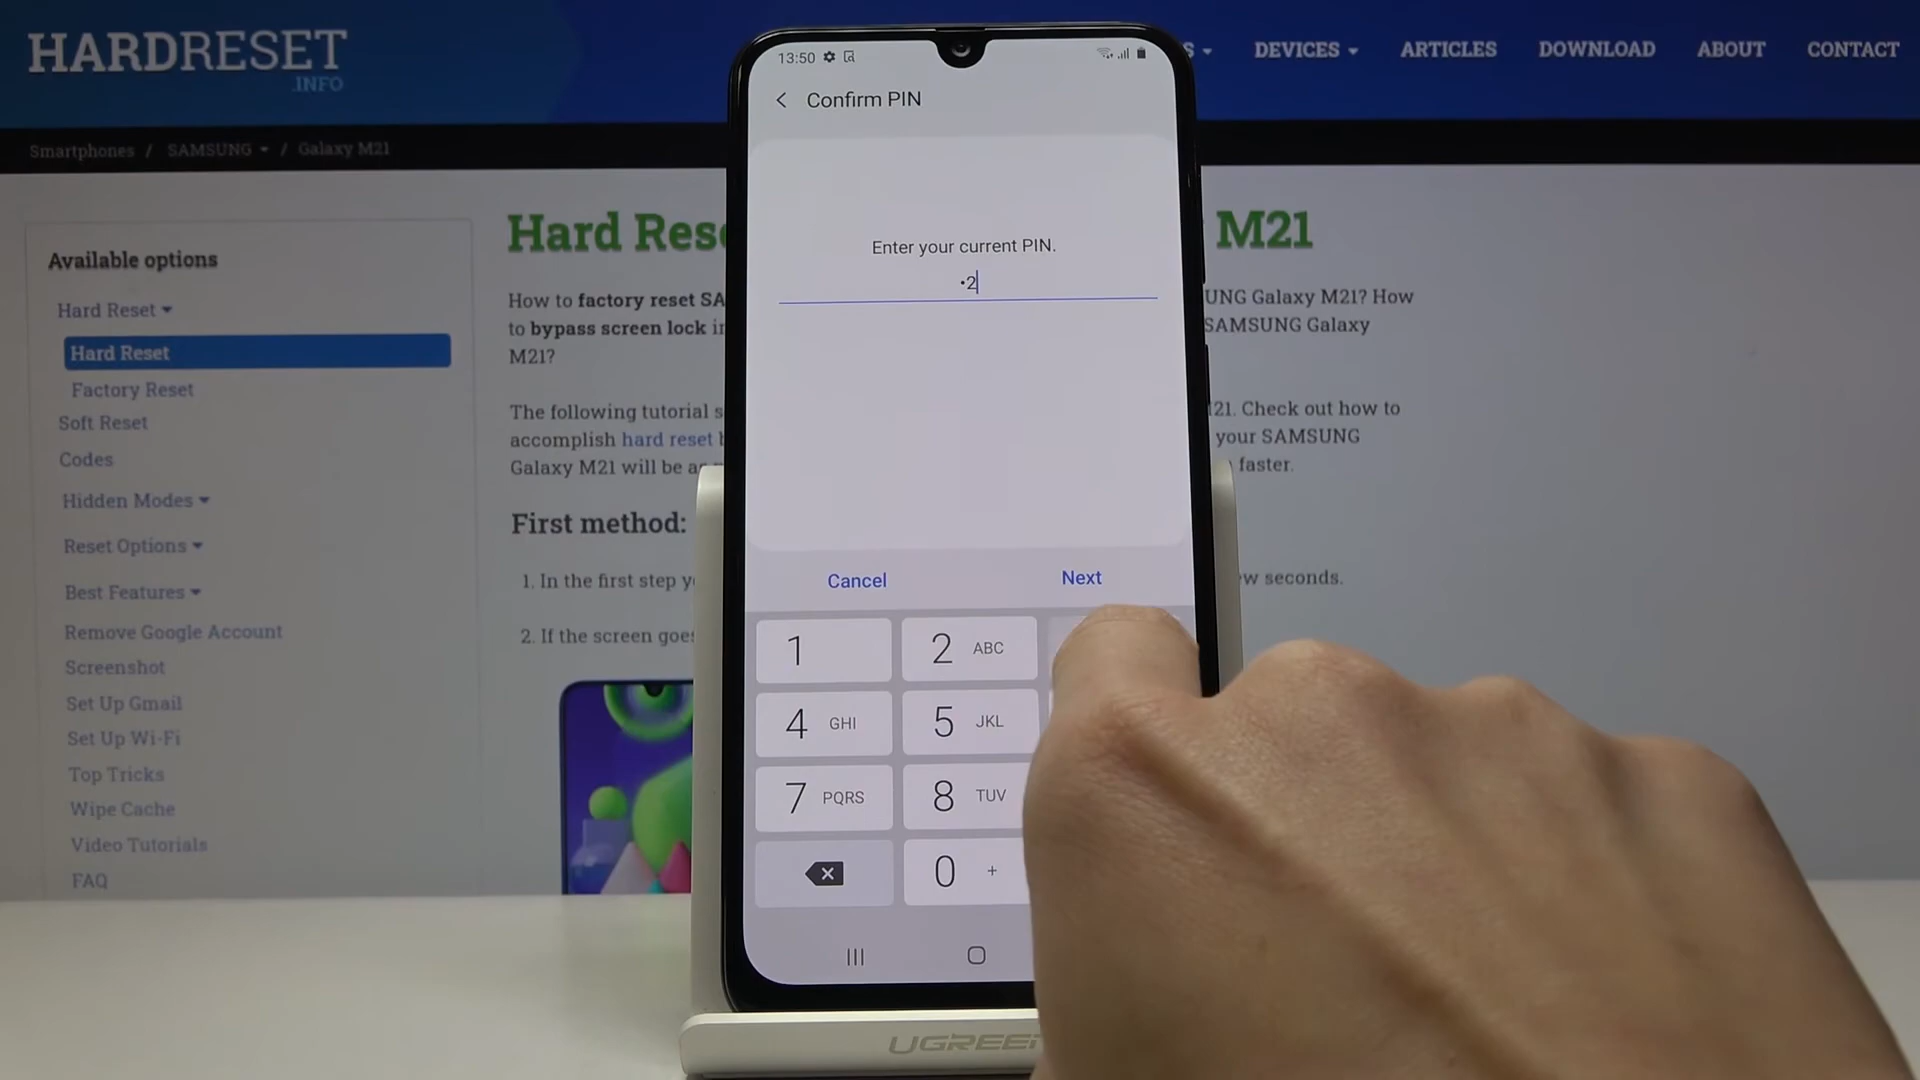 HARDRESET
.INFO
DEVICES
ARTICLES
DOWNLOAD
ABOUT
CONTACT
Smartphones / SAMSUNG / Galaxy M21
Available options
Hard Reset
Hard Reset
Factory Reset
Soft Reset
Codes
Hidden Modes
Reset Options
Best Features
Remove Google Account
Screenshot
Set Up Gmail
Set Up Wi-Fi
Top Tricks
Wipe Cache
Video Tutorials
FAQ
Hard M21
How to factory reset UNG Galaxy M21? How
to bypass screen lock SAMSUNG Galaxy
M21?
The following tutorial Check out how to
accomplish hard reset your SAMSUNG
Galaxy M21 will be faster.
First method:
1. In the first step seconds.
2. If the screen
13:50
Confirm PIN
Enter your current PIN.
•2
Cancel Next
1 2 ABC
4 GHI 5 JKL
7 PQRS 8 TUV
0 +
UGREEN